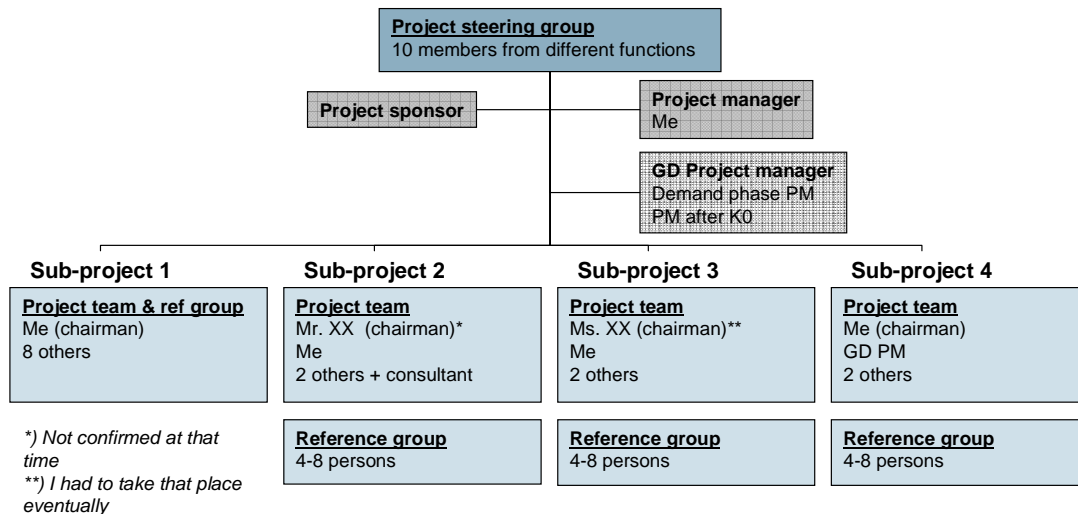 Project steering group
10 members from different functions
Project sponsor
Project manager
Me
GD Project manager
Demand phase PM
PM after K0
Sub-project 1
Project team & ref group
Me (chairman)
8 others
Sub-project 2
Project team
Mr. XX  (chairman)*
Me
2 others + consultant
Reference group
4-8 persons
Sub-project 3
Project team
Ms. XX (chairman)**
Me
2 others
Reference group
4-8 persons
Sub-project 4
Project team
Me (chairman)
GD PM
2 others
Reference group
4-8 persons
*) Not confirmed at that
time
**) I had to take that place
eventually